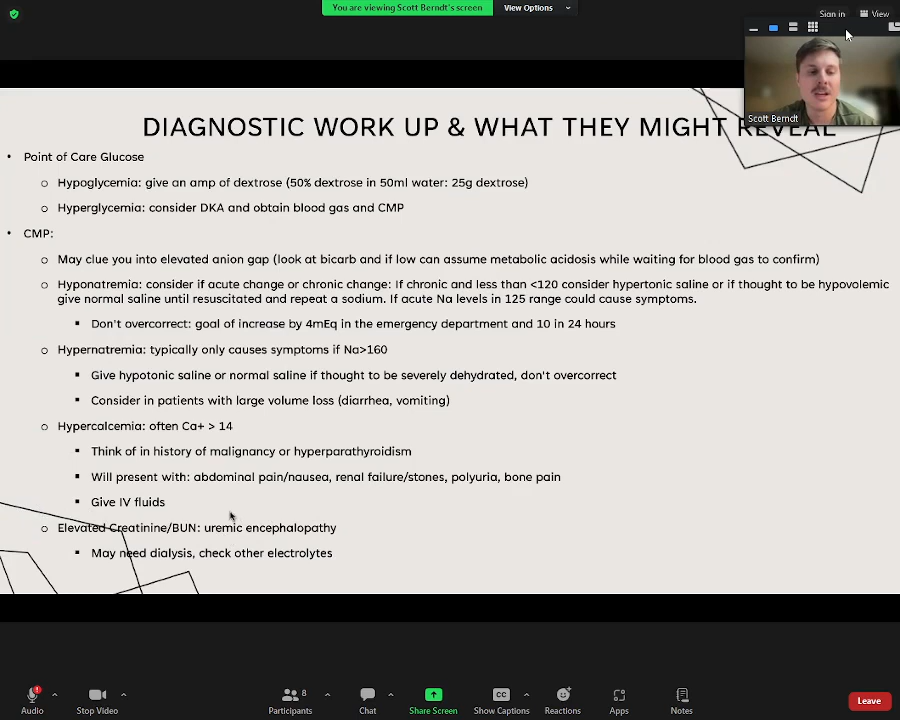 You are viewing Scott Berndt's screen
View Options
Sign in
View
Scott Berndt
DIAGNOSTIC WORK UP & WHAT THEY MIGHT REVEAL
• Point of Care Glucose
o Hypoglycemia: give an amp of dextrose (50% dextrose in 50ml water: 25g dextrose)
o Hyperglycemia: consider DKA and obtain blood gas and CMP
• CMP:
o May clue you into elevated anion gap (look at bicarb and if low can assume metabolic acidosis while waiting for blood gas to confirm)
o Hyponatremia: consider if acute change or chronic change: If chronic and less than <120 consider hypertonic saline or if thought to be hypovolemic
give normal saline until resuscitated and repeat a sodium. If acute Na levels in 125 range could cause symptoms.
▪ Don't overcorrect: goal of increase by 4mEq in the emergency department and 10 in 24 hours
o Hypernatremia: typically only causes symptoms if Na>160
▪ Give hypotonic saline or normal saline if thought to be severely dehydrated, don't overcorrect
▪ Consider in patients with large volume loss (diarrhea, vomiting)
o Hypercalcemia: often Ca+ > 14
▪ Think of in history of malignancy or hyperparathyroidism
▪ Will present with: abdominal pain/nausea, renal failure/stones, polyuria, bone pain
▪ Give IV fluids
o Elevated Creatinine/BUN: uremic encephalopathy
▪ May need dialysis, check other electrolytes
Audio
Stop Video
Participants
8
Chat
Share Screen
CC
Show Captions
Reactions
Apps
Notes
Leave